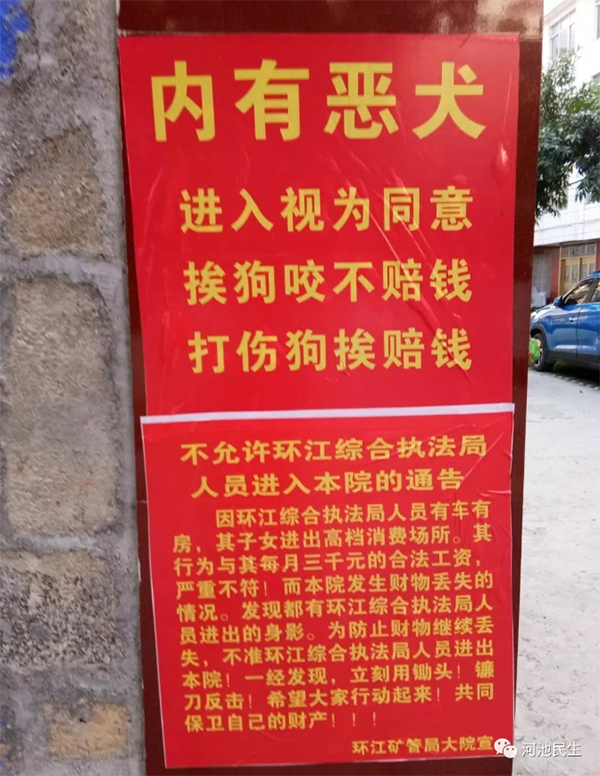 内有恶犬
进入视为同意
挨狗咬不赔钱
打伤狗挨赔钱
不允许环江综合执法局
人员进入本院的通告
因环江综合执法局人员有车有
房，其子女进出高档消费场所。其
行为与其每月三千元的合法工资，
严重不符！而本院发生财物丢失的
情况。发现都有环江综合执法局人
员进出的身影。为防止财物继续丢
失，不准环江综合执法局人员进出
本院！一经发现，立刻用锄头！镰
刀反击！希望大家行动起来！共同
保卫自己的财产！！！
环江矿管局大院宣
河池民生